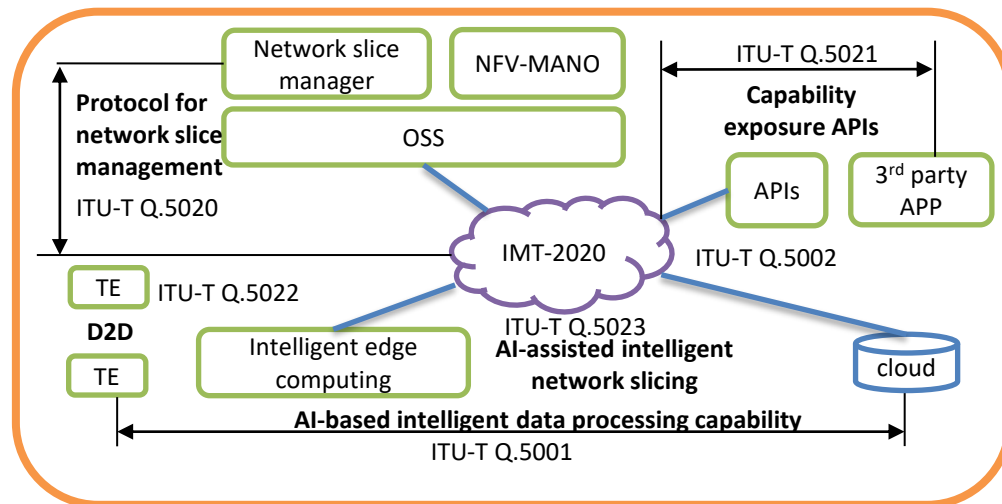 Network slice
manager
NFV-MANO
ITU-T Q.5021
Protocol for
network slice
management
ITU-T Q.5020
OSS
Capability
exposure APIs
APIs
3rd party
APP
IMT-2020
ITU-T Q.5002
TE
ITU-T Q.5022
D2D
TE
Intelligent edge
computing
ITU-T Q.5023
AI-assisted intelligent
network slicing
cloud
AI-based intelligent data processing capability
ITU-T Q.5001